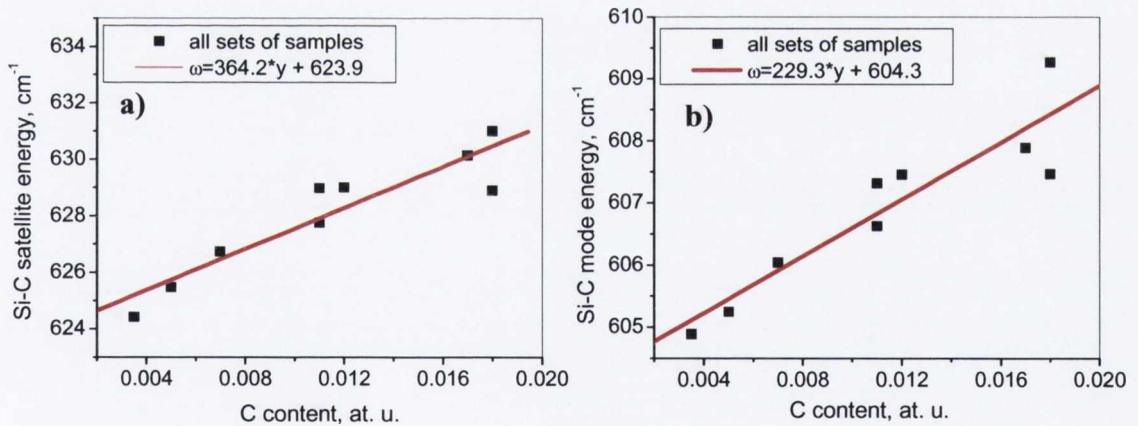 a)
all sets of samples
ω=364.2*y + 623.9
Si-C satellite energy, cm⁻¹
634
632
630
628
626
624
0.004
0.008
0.012
0.016
0.020
C content, at. u.
b)
all sets of samples
ω=229.3*y + 604.3
Si-C mode energy, cm⁻¹
610
609
608
607
606
605
0.004
0.008
0.012
0.016
0.020
C content, at. u.